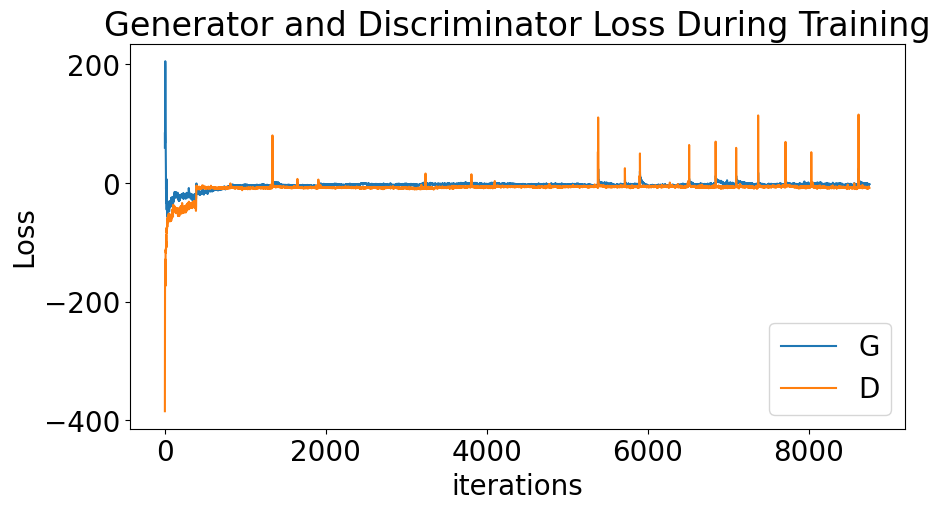 Generator and Discriminator Loss During Training
200
0
−200
−400
Loss
0 2000 4000 6000 8000
iterations
G
D